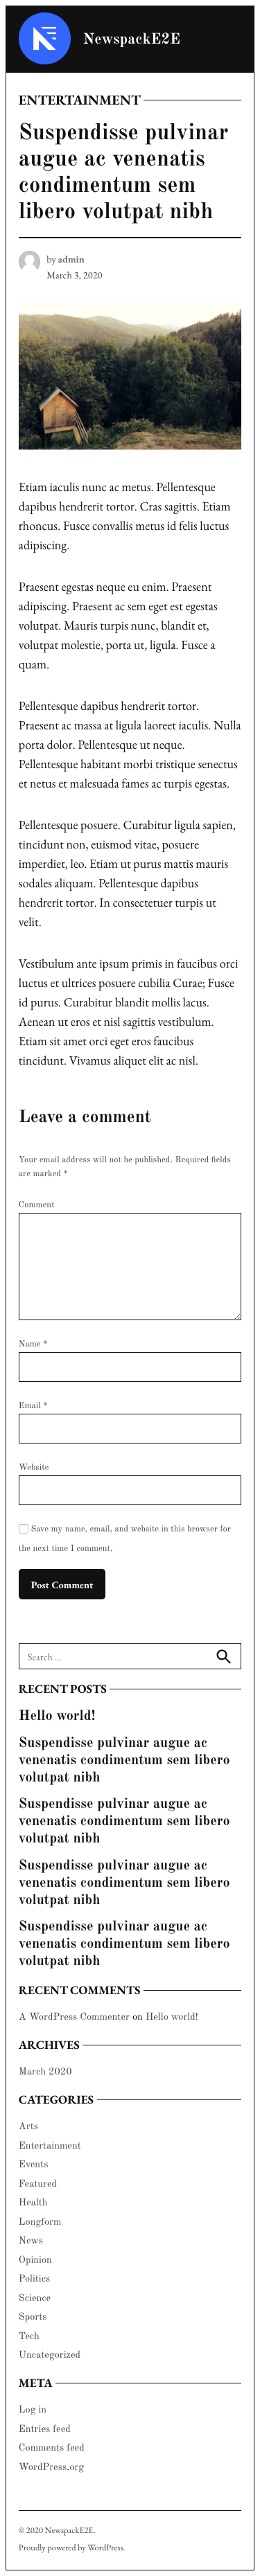 NewspackE2E
ENTERTAINMENT
Suspendisse pulvinar
augue ac venenatis
condimentum sem
libero volutpat nibh
by admin
March 3, 2020
Etiam iaculis nunc ac metus. Pellentesque
dapibus hendrerit tortor. Cras sagittis. Etiam
rhoncus. Fusce convallis metus id felis luctus
adipiscing.
Praesent egestas neque eu enim. Praesent
adipiscing. Praesent ac sem eget est egestas
volutpat. Mauris turpis nunc, blandit et,
volutpat molestie, porta ut, ligula. Fusce a
quam.
Pellentesque dapibus hendrerit tortor.
Praesent ac massa at ligula laoreet iaculis. Nulla
porta dolor. Pellentesque ut neque.
Pellentesque habitant morbi tristique senectus
et netus et malesuada fames ac turpis egestas.
Pellentesque posuere. Curabitur ligula sapien,
tincidunt non, euismod vitae, posuere
imperdiet, leo. Etiam ut purus mattis mauris
sodales aliquam. Pellentesque dapibus
hendrerit tortor. In consectetuer turpis ut
velit.
Vestibulum ante ipsum primis in faucibus orci
luctus et ultrices posuere cubilia Curae; Fusce
id purus. Curabitur blandit mollis lacus.
Aenean ut eros et nisl sagittis vestibulum.
Etiam sit amet orci eget eros faucibus
tincidunt. Vivamus aliquet elit ac nisl.
Leave a comment
Your email address will not be published. Required fields
are marked *
Comment
Name *
Email *
Website
Save my name, email, and website in this browser for
the next time I comment.
Post Comment
Search ...
RECENT POSTS
Hello world!
Suspendisse pulvinar augue ac
venenatis condimentum sem libero
volutpat nibh
Suspendisse pulvinar augue ac
venenatis condimentum sem libero
volutpat nibh
Suspendisse pulvinar augue ac
venenatis condimentum sem libero
volutpat nibh
Suspendisse pulvinar augue ac
venenatis condimentum sem libero
volutpat nibh
RECENT COMMENTS
A WordPress Commenter on Hello world!
ARCHIVES
March 2020
CATEGORIES
Arts
Entertainment
Events
Featured
Health
Longform
News
Opinion
Politics
Science
Sports
Tech
Uncategorized
META
Log in
Entries feed
Comments feed
WordPress.org
© 2020 NewspackE2E.
Proudly powered by WordPress.